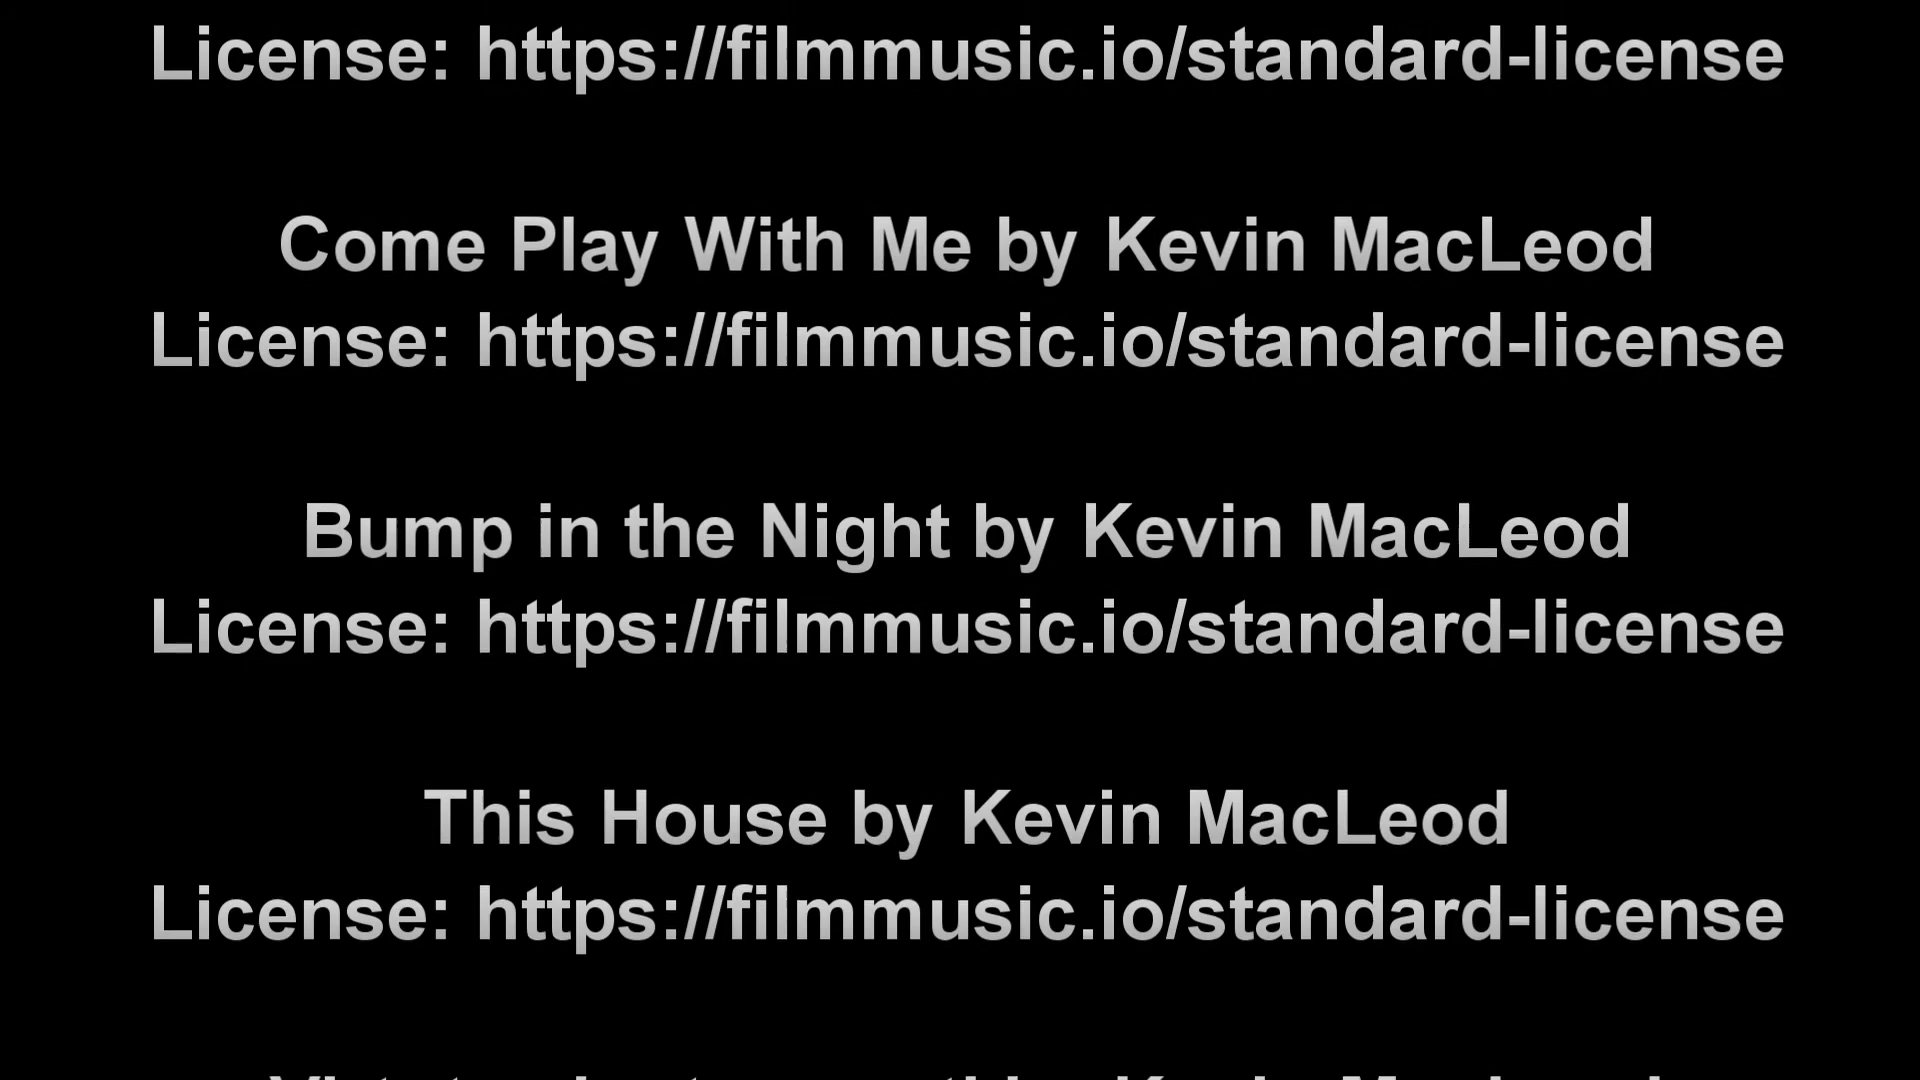 License: https://filmmusic.io/standard-license
Come Play With Me by Kevin MacLeod
License: https://filmmusic.io/standard-license
Bump in the Night by Kevin MacLeod
License: https://filmmusic.io/standard-license
This House by Kevin MacLeod
License: https://filmmusic.io/standard-license